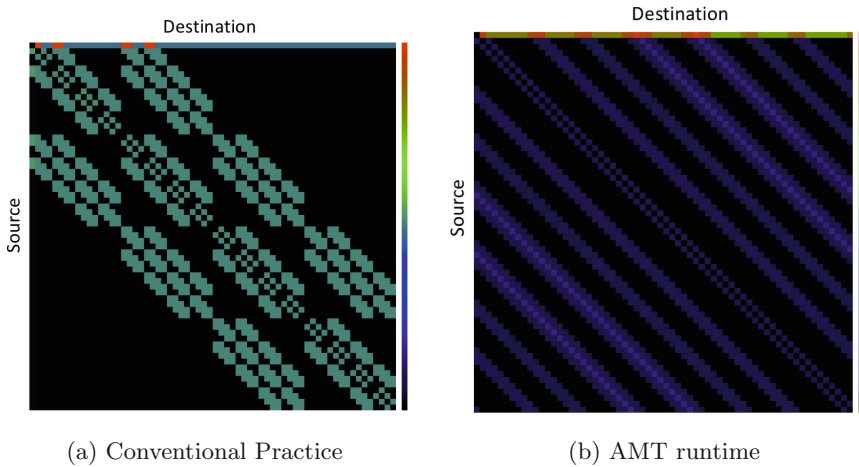 Destination
Source
(a) Conventional Practice
Destination
Source
(b) AMT runtime